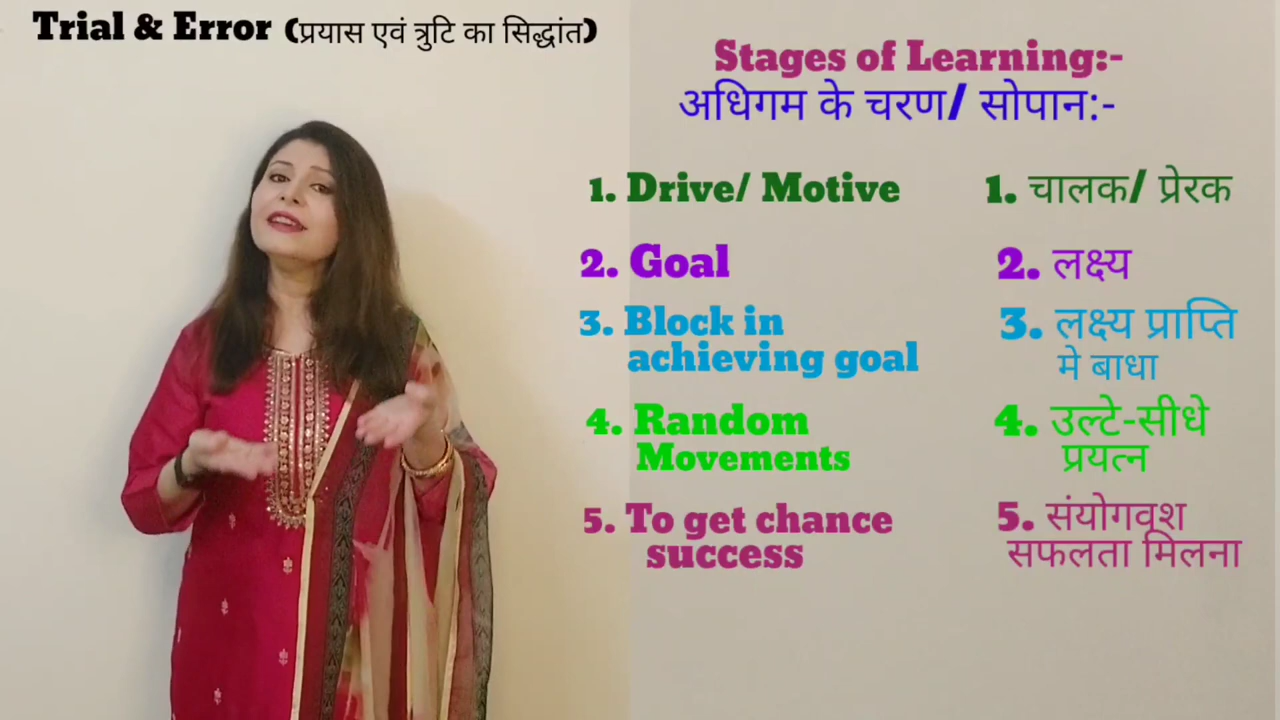 Trial & Error (प्रयास एवं त्रुटि का सिद्धांत)
Stages of Learning:-
अधिगम के चरण/ सोपान:-
1. Drive/ Motive
1. चालक/ प्रेरक
2. Goal
2. लक्ष्य
3. Block in
achieving goal
3. लक्ष्य प्राप्ति
मे बाधा
4. Random
Movements
4. उल्टे-सीधे
प्रयत्न
5. To get chance
success
5. संयोगवश
सफलता मिलना